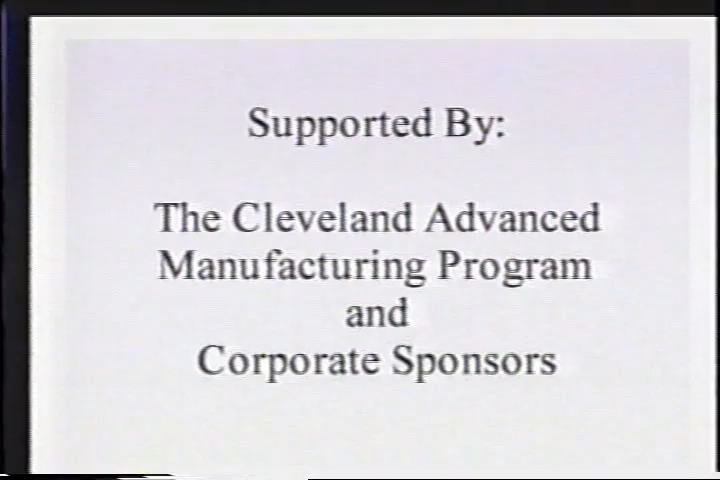 Supported By:
The Cleveland Advanced
Manufacturing Program
and
Corporate Sponsors